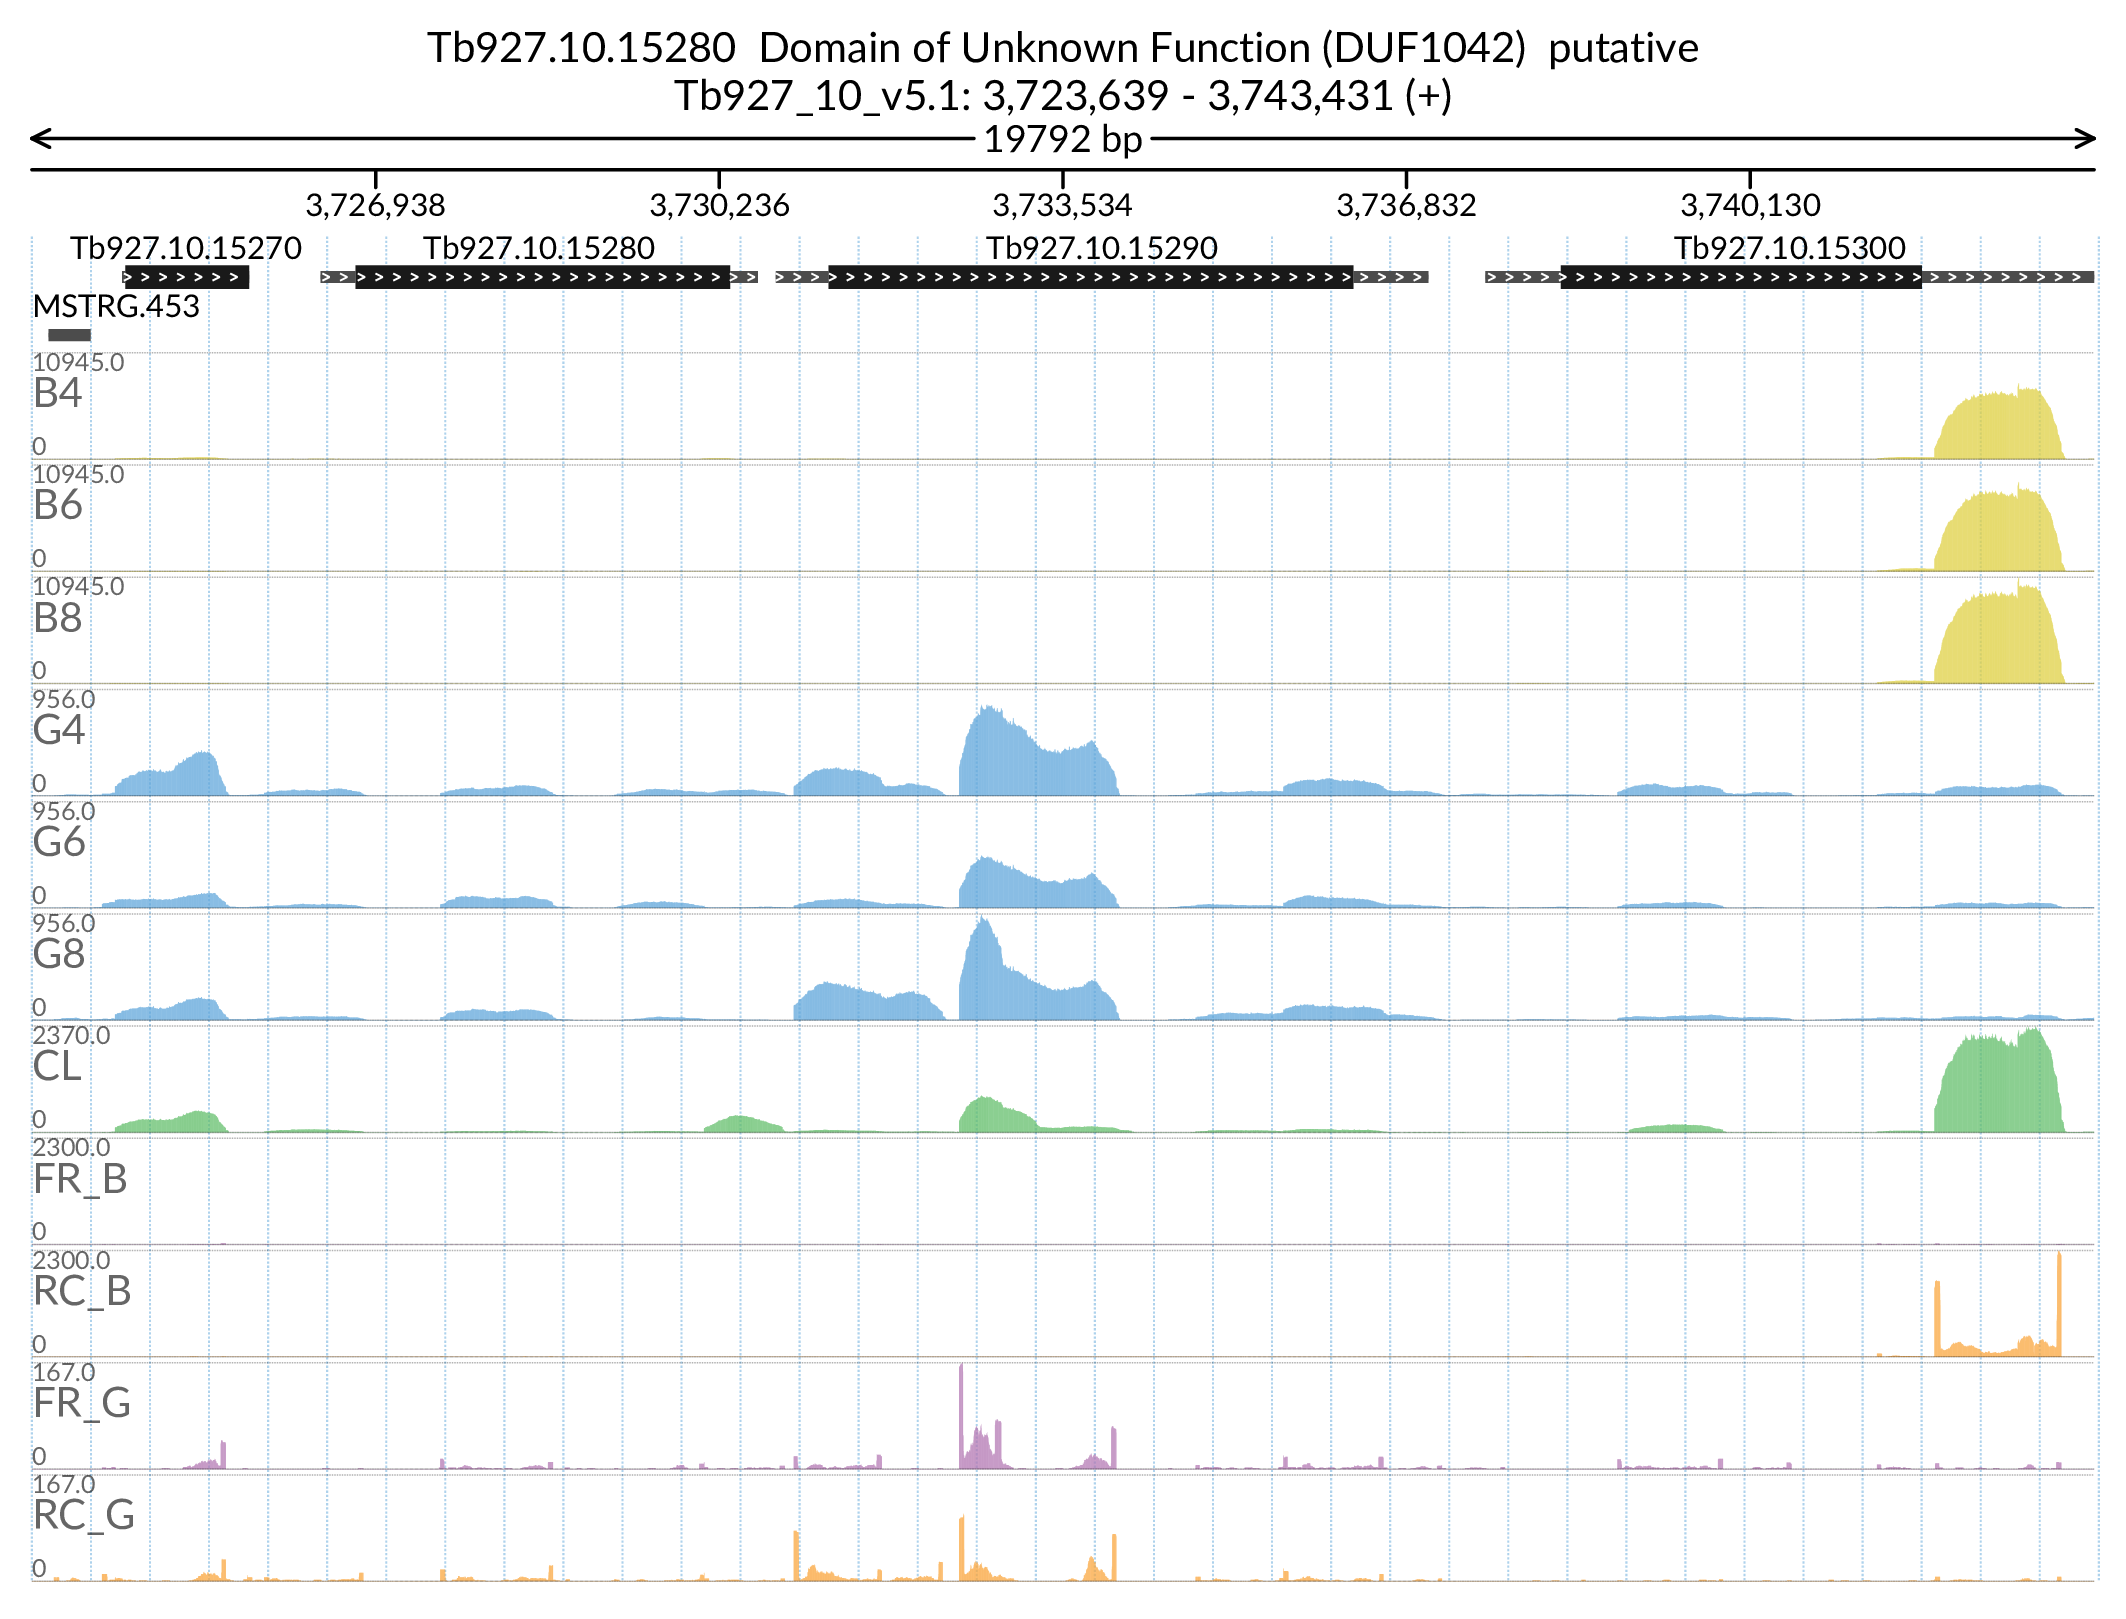 Tb927.10.15280 Domain of Unknown Function (DUF1042) putative
Tb927_10_v5.1: 3,723,639 - 3,743,431 (+)
19792 bp
3,726,938 3,730,236 3,733,534 3,736,832 3,740,130
Tb927.10.15270 Tb927.10.15280 Tb927.10.15290 Tb927.10.15300
MSTRG.453
10945.0
B4
0
10945.0
B6
0
10945.0
B8
0
956.0
G4
0
956.0
G6
0
956.0
G8
0
2370.0
CL
0
2300.0
FR_B
0
2300.0
RC_B
0
167.0
FR_G
0
167.0
RC_G
0